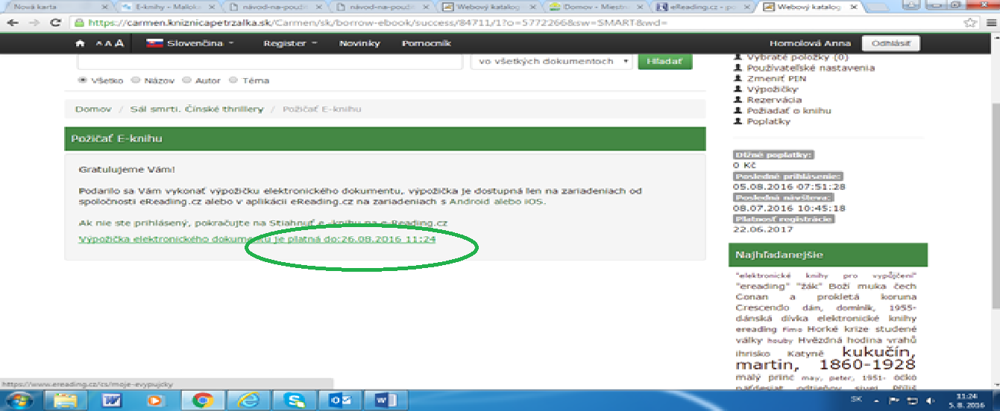 Nová karta
E-knihy - Malok
návod-na-použi
návod-na-použi
Webový katalog
Domov - Miestn
eReading.cz - po
Webový katalog
https://carmen.kniznicapetrzalka.sk/Carmen/sk/borrow-ebook/success/84711/1?o=5772266&sw=SMART&wd=
A A A Slovenčina Register Novinky Pomocník Homolová Anna Odhlásiť
vo všetkých dokumentoch Hľadať
Všetko Názov Autor Téma
Domov / Sál smrti. Čínské thrillery / Požičať E-knihu
Požičať E-knihu
Gratulujeme Vám!
Podarilo sa Vám vykonať výpožičku elektronického dokumentu, výpožička je dostupná len na zariadeniach od
spoločnosti eReading.cz alebo v aplikácii eReading.cz na zariadeniach s Android alebo iOS.
Ak nie ste prihlásený, pokračujte na Stiahnuť e -knihu na e-Reading.cz
Výpožička elektronického dokumentu je platná do:26.08.2016 11:24
Vybraté položky (0)
Používateľské nastavenia
Zmeniť PIN
Výpožičky
Rezervácia
Požiadať o knihu
Poplatky
Dlžné poplatky:
0 Kč
Posledné prihlásenie:
05.08.2016 07:51:28
Posledná návšteva:
08.07.2016 10:45:18
Platnosť registrácie
22.06.2017
Najhľadanejšie
"elektronické knihy pro vypůjčení"
"ereading" "žák" Boží muka čech
Conan a prokletá koruna
Crescendo dán, dominik, 1955-
dánská dívka elektronické knihy
ereading Fimo Horké krize studené
války houby Hvězdná hodina vrahů
ihrisko Katyně kukučín,
martin, 1860-1928
malý princ may, peter, 1951- očko
päťdesiat odtieňov sivej Philiš
https://www.ereading.cz/cs/moje-evypujcky
SK 11:24
5. 8. 2016